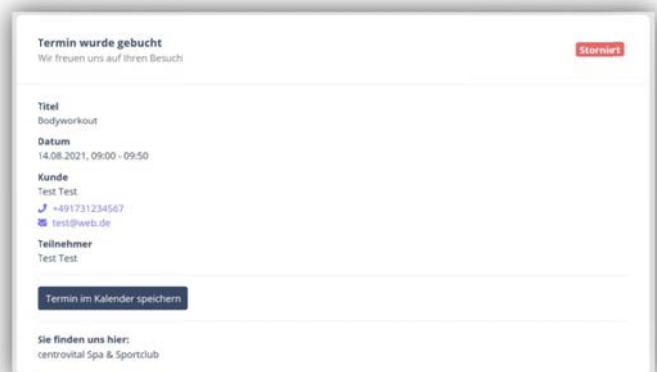 Termin wurde gebucht
Wir freuen uns auf Ihren Besuch
Storniert
Titel
Bodyworkout
Datum
14.08.2021, 09:00 - 09:50
Kunde
Test Test
+491731234567
test@web.de
Teilnehmer
Test Test
Termin im Kalender speichern
Sie finden uns hier:
centrovital Spa & Sportclub